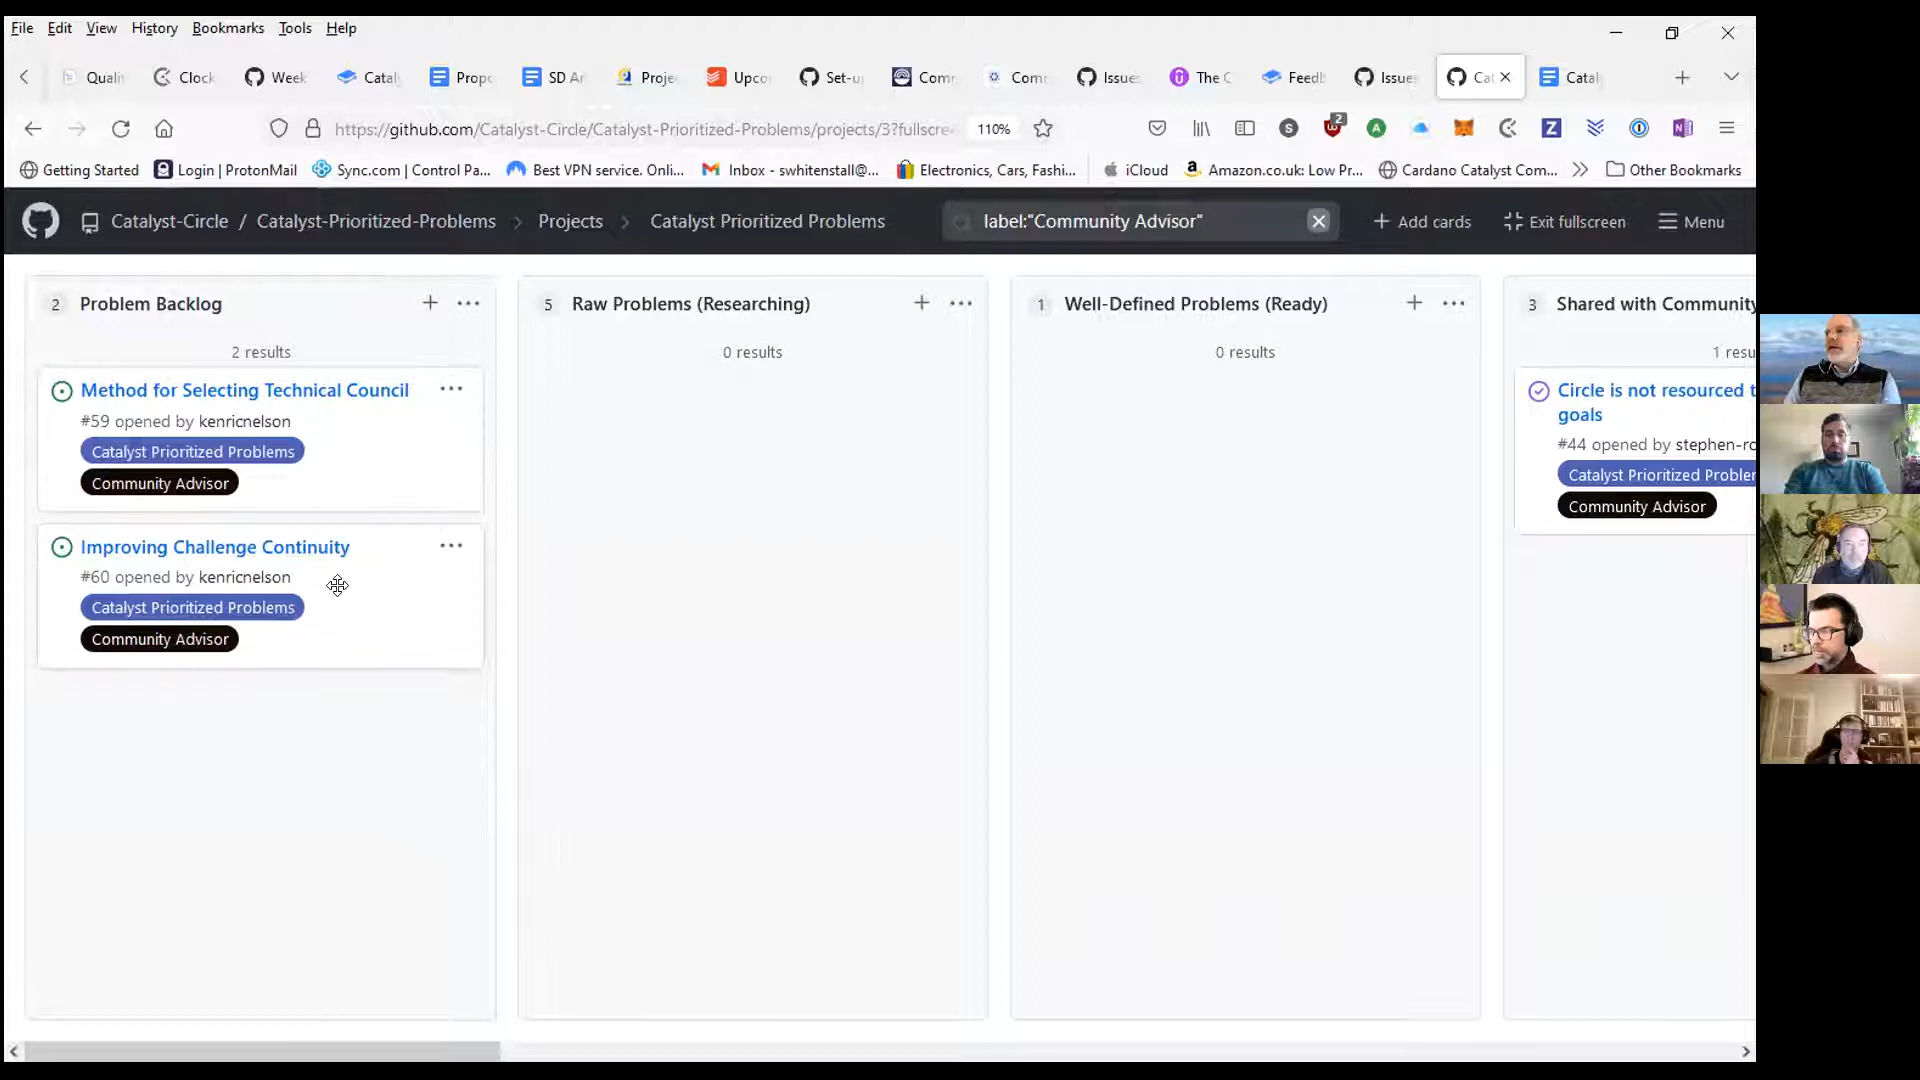 File Edit View History Bookmarks Tools Help
Quali Clock Week Catal Propo SD Ar Proje Upco Set-u Comm Com Issues The C Feedb Issues Cat Catal
https://github.com/Catalyst-Circle/Catalyst-Prioritized-Problems/projects/3?fullscre 110% S 2 A Z N
Getting Started Login | ProtonMail Sync.com | Control Pa... Best VPN service. Onli... Inbox - swhitenstall@... Electronics, Cars, Fashi... iCloud Amazon.co.uk: Low Pr... Cardano Catalyst Com... Other Bookmarks
Catalyst-Circle / Catalyst-Prioritized-Problems > Projects > Catalyst Prioritized Problems label:"Community Advisor" + Add cards Exit fullscreen Menu
2 Problem Backlog
2 results
Method for Selecting Technical Council
#59 opened by kenricnelson
Catalyst Prioritized Problems
Community Advisor
Improving Challenge Continuity
#60 opened by kenricnelson
Catalyst Prioritized Problems
Community Advisor
5 Raw Problems (Researching)
0 results
1 Well-Defined Problems (Ready)
0 results
3 Shared with Community
1 resu
Circle is not resourced t
goals
#44 opened by stephen-ro
Catalyst Prioritized Probler
Community Advisor